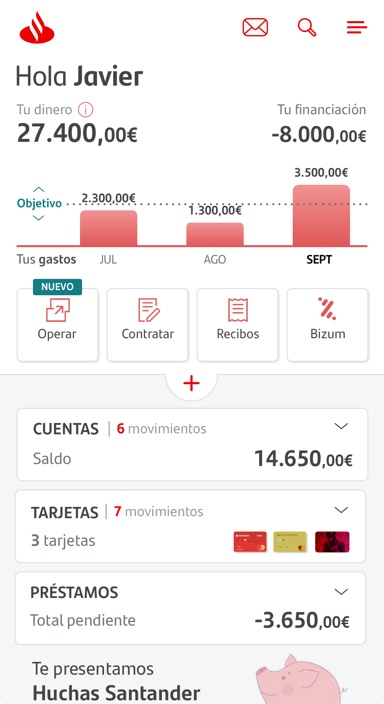 Hola Javier
Tu dinero
Tu financiación
27.400,00€
-8.000,00€
3.500,00€
2.300,00€
1.300,00€
Objetivo
Tus gastos JUL AGO SEPT
NUEVO
Operar Contratar Recibos Bizum
CUENTAS | 6 movimientos
Saldo 14.650,00€
TARJETAS | 7 movimientos
3 tarjetas
PRÉSTAMOS
Total pendiente -3.650,00€
Te presentamos
Huchas Santander